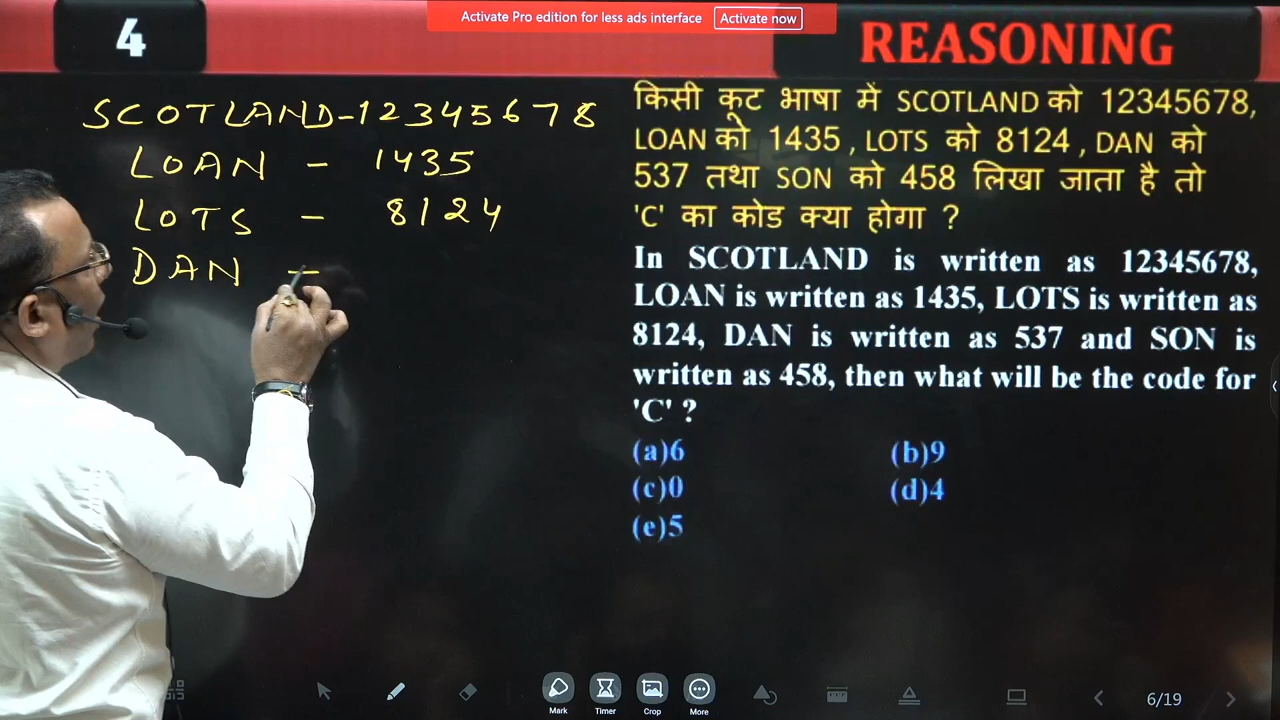 Activate Pro edition for less ads interface Activate now
4
REASONING
SCOTLAND-12345678
LOAN - 1435
LOTS - 8124
DAN -
किसी कूट भाषा में SCOTLAND को 12345678,
LOAN को 1435 , LOTS को 8124 , DAN को
537 तथा SON को 458 लिखा जाता है तो
'C' का कोड क्या होगा ?
In SCOTLAND is written as 12345678,
LOAN is written as 1435, LOTS is written as
8124, DAN is written as 537 and SON is
written as 458, then what will be the code for
'C' ?
(a)6 (b)9
(c)0 (d)4
(e)5
Mark Timer Crop More
6/19